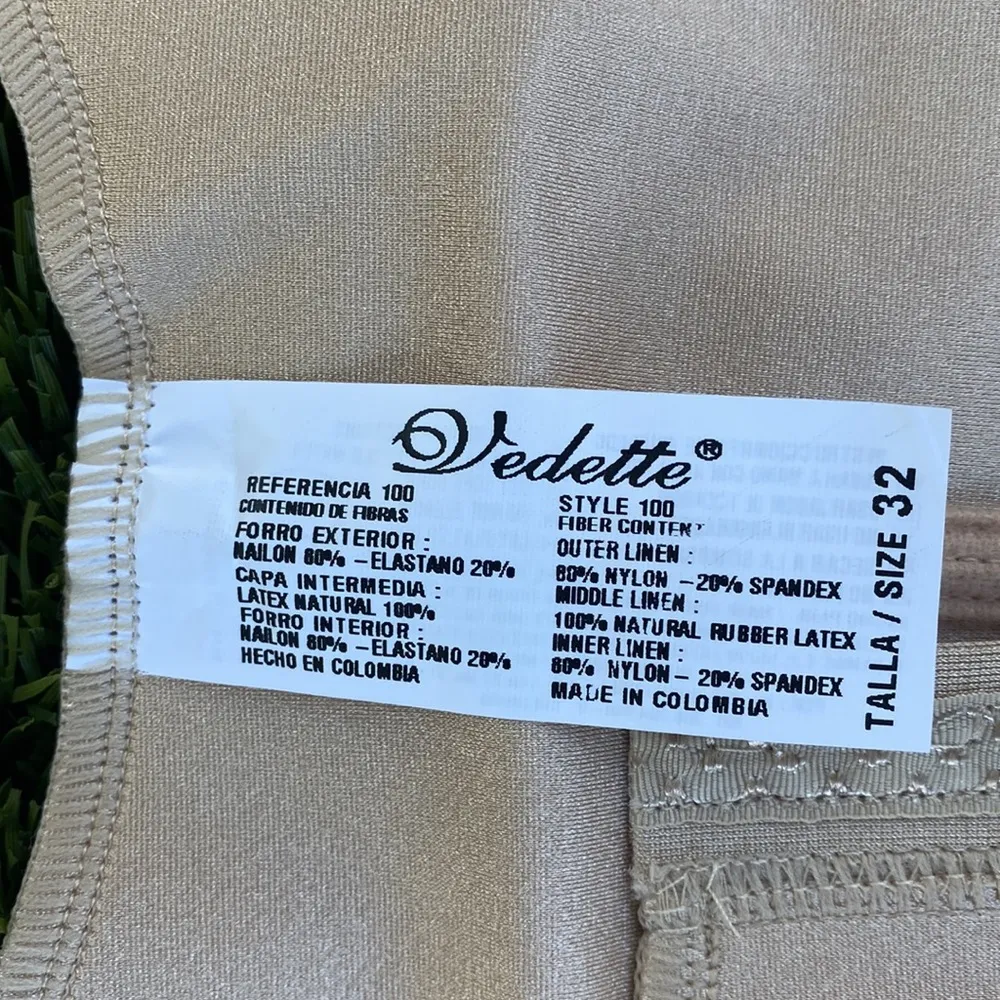 Vedette®
REFERENCIA 100
CONTENIDO DE FIBRAS
FORRO EXTERIOR :
NAILON 80% – ELASTANO 20%
CAPA INTERMEDIA :
LATEX NATURAL 100%
FORRO INTERIOR :
NAILON 80% – ELASTANO 20%
HECHO EN COLOMBIA
STYLE 100
FIBER CONTENT
OUTER LINEN :
80% NYLON – 20% SPANDEX
MIDDLE LINEN :
100% NATURAL RUBBER LATEX
INNER LINEN :
80% NYLON – 20% SPANDEX
MADE IN COLOMBIA
TALLA / SIZE 32